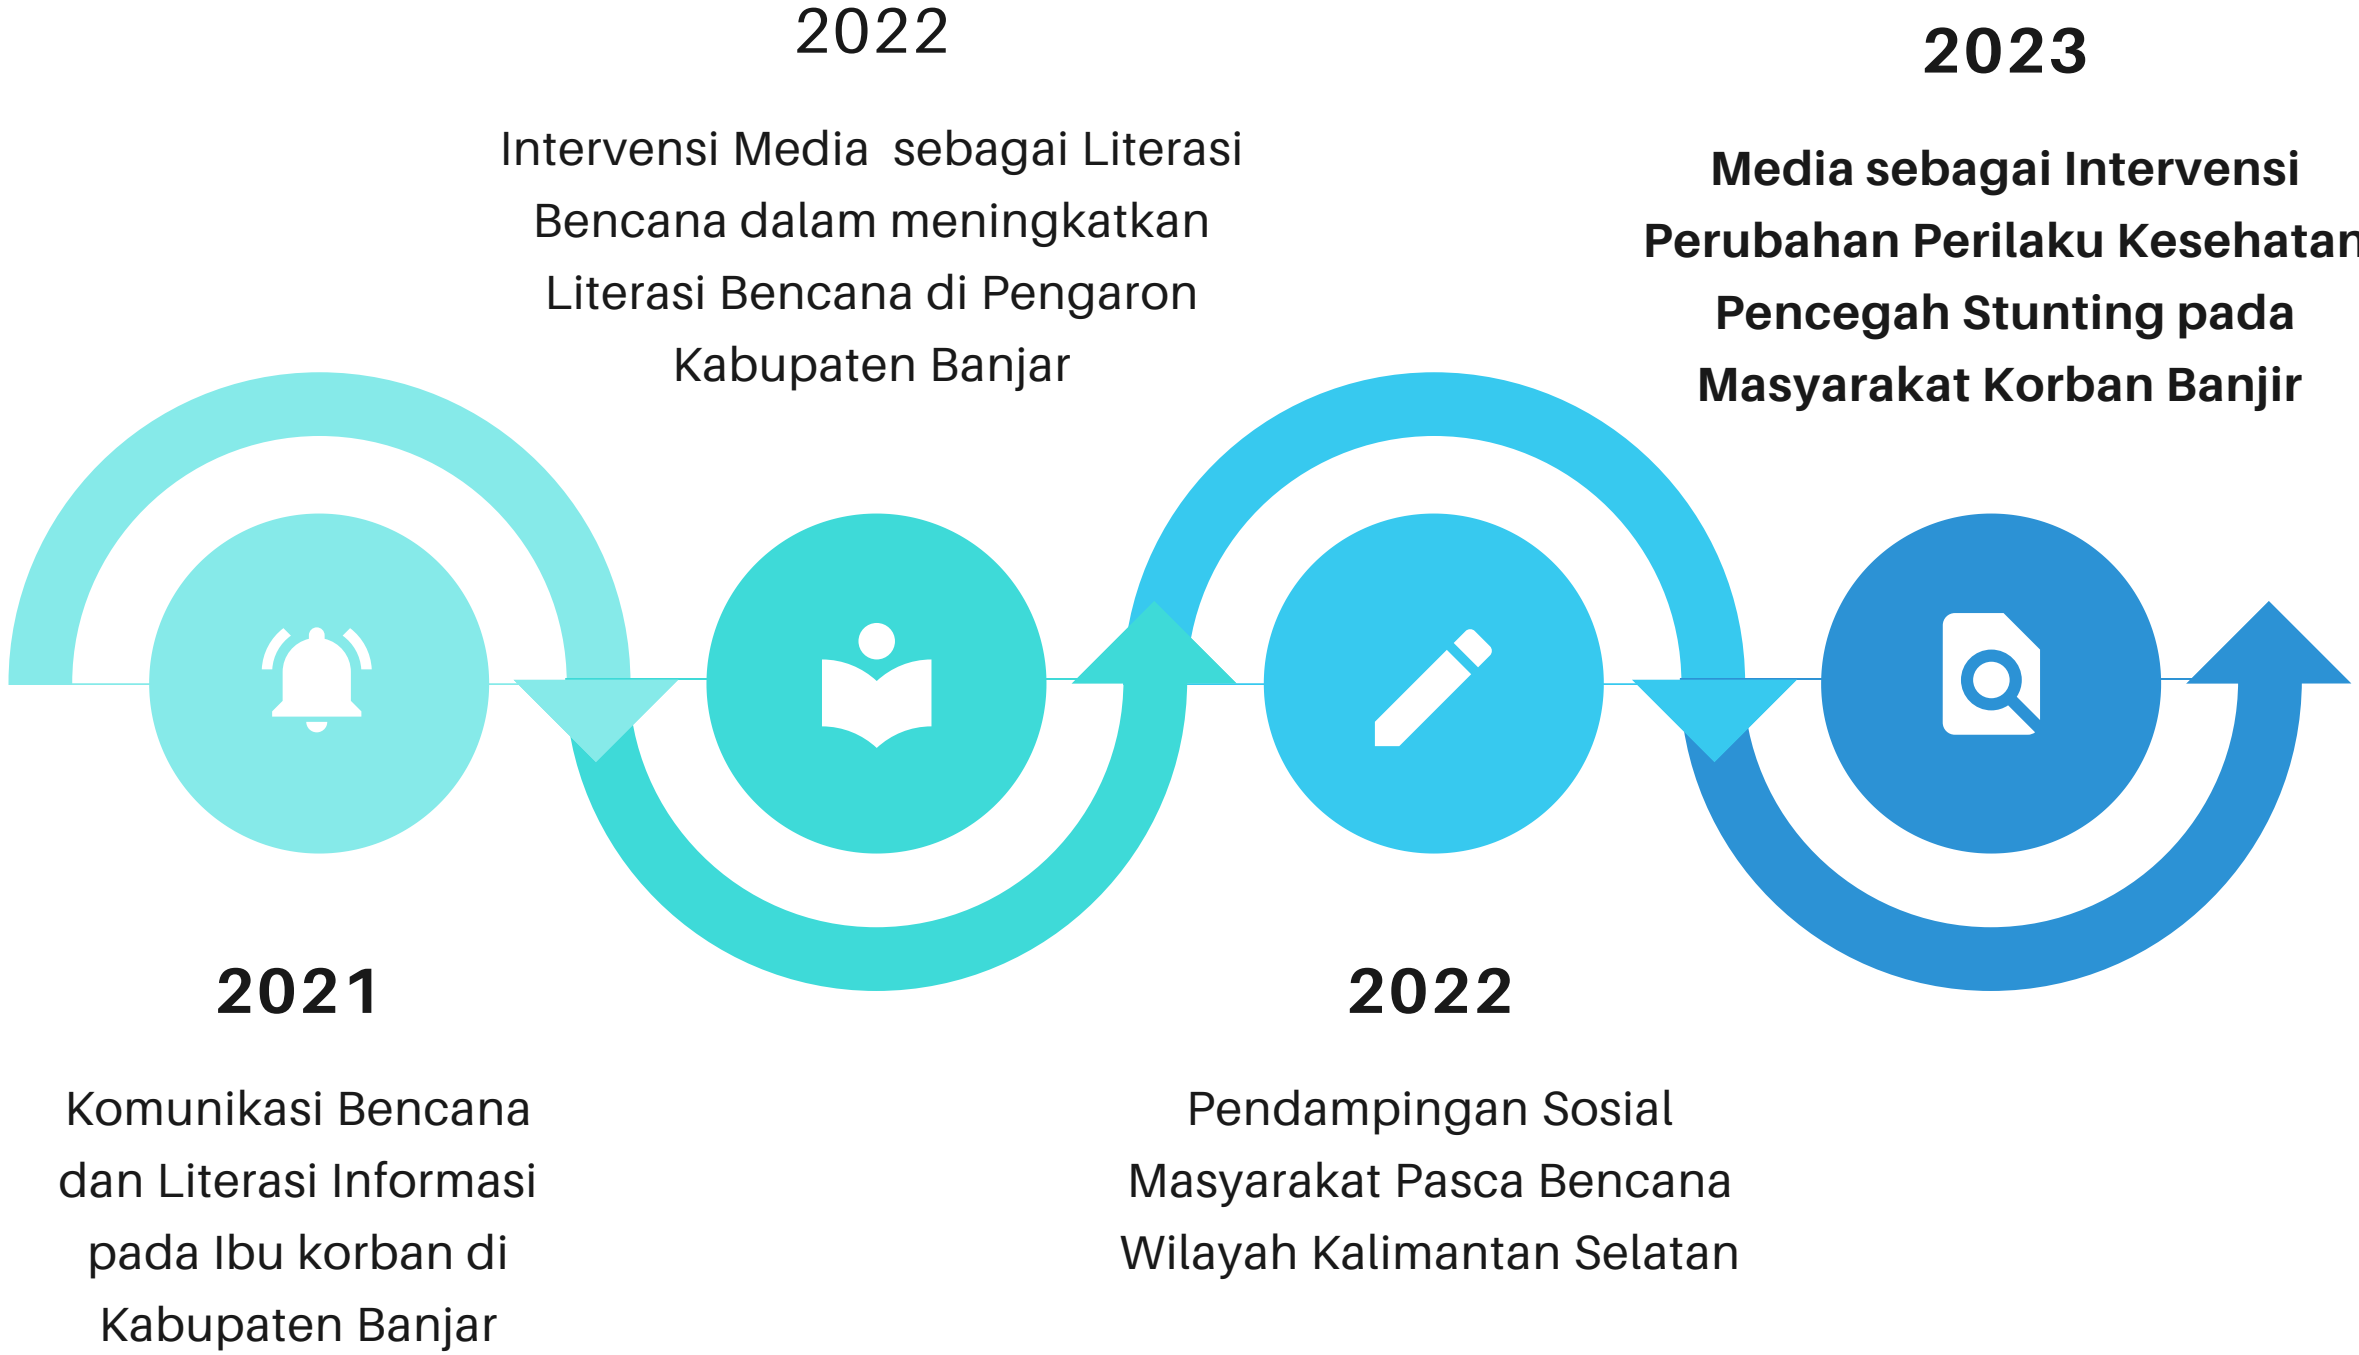 2022
Intervensi Media  sebagai Literasi
Bencana dalam meningkatkan
Literasi Bencana di Pengaron
Kabupaten Banjar
2023
Media sebagai Intervensi
Perubahan Perilaku Kesehatan
Pencegah Stunting pada
Masyarakat Korban Banjir
2021
Komunikasi Bencana
dan Literasi Informasi
pada Ibu korban di
Kabupaten Banjar
2022
Pendampingan Sosial
Masyarakat Pasca Bencana
Wilayah Kalimantan Selatan